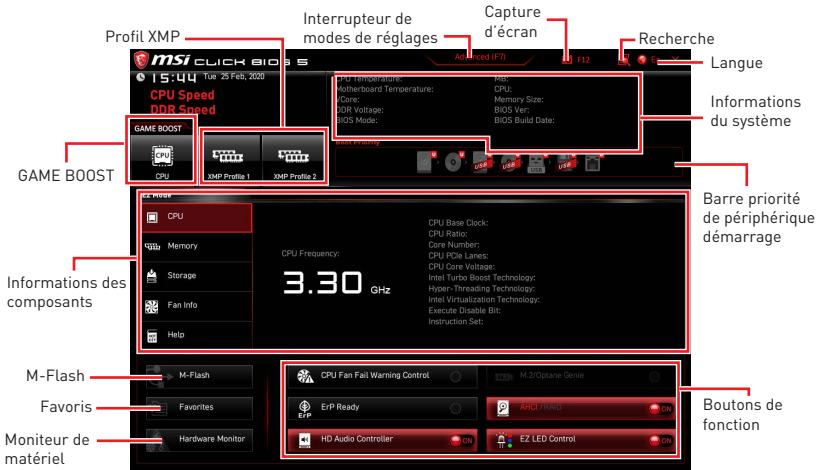 Interrupteur de
modes de réglages
Capture
d'écran
Profil XMP
Recherche
msi CLICK BIOS 5
Advanced (F7)
F12
En
Langue
15:44 Tue 25 Feb, 2020
CPU Speed
DDR Speed
CPU Temperature:
Motherboard Temperature:
VCore:
DDR Voltage:
BIOS Mode:
MB:
CPU:
Memory Size:
BIOS Ver:
BIOS Build Date:
Informations
du système
GAME BOOST
CPU
CPU
XMP Profile 1
XMP Profile 2
Boot Priority
U
U
U
USB
U
USB
U
USB
U
USB
U
GAME BOOST
Barre priorité
de périphérique
démarrage
EZ Mode
CPU
Memory
Storage
Fan Info
Help
CPU Frequency:
3.30 GHz
CPU Base Clock:
CPU Ratio:
Core Number:
CPU PCIe Lanes:
CPU Core Voltage:
Intel Turbo Boost Technology:
Hyper-Threading Technology:
Intel Virtualization Technology:
Execute Disable Bit:
Instruction Set:
Informations des
composants
M-Flash
M-Flash
Favoris
Favorites
Moniteur de
matériel
Hardware Monitor
CPU Fan Fail Warning Control
M.2/Optane Genie
ErP
ErP Ready
AHCI /RAID
ON
HD Audio Controller
ON
EZ LED Control
ON
Boutons de
fonction